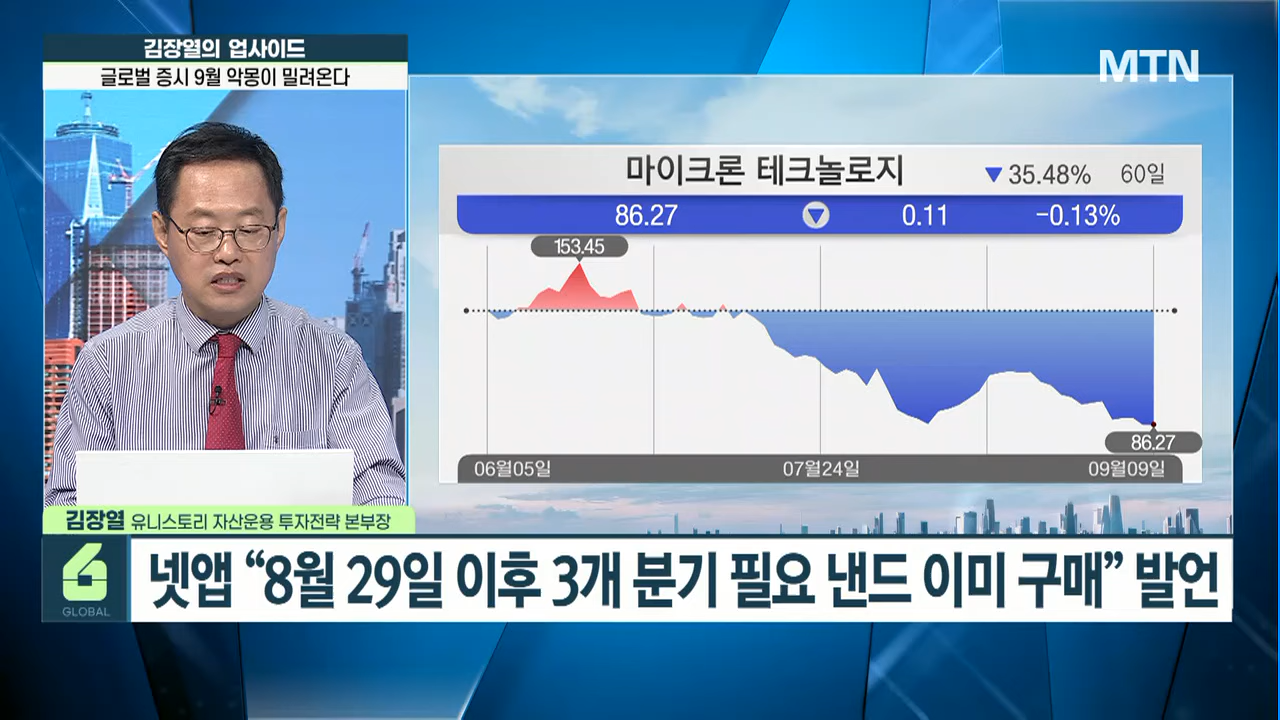 김장열의 업사이드
글로벌 증시 9월 악몽이 밀려온다
MTN
마이크론 테크놀로지 ▼ 35.48% 60일
86.27 ▽ 0.11 -0.13%
153.45
86.27
06월05일 07월24일 09월09일
김장열 유니스토리 자산운용 투자전략 본부장
6 GLOBAL
넷앱 “8월 29일 이후 3개 분기 필요 낸드 이미 구매” 발언